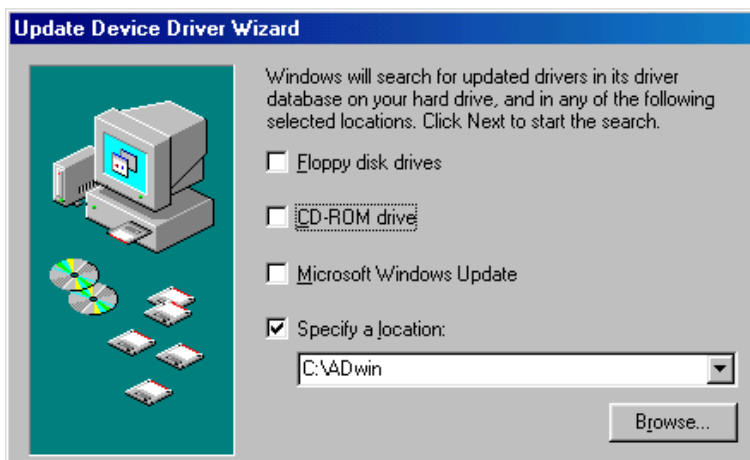 Update Device Driver Wizard
Windows will search for updated drivers in its driver
database on your hard drive, and in any of the following
selected locations. Click Next to start the search.
Floppy disk drives
CD-ROM drive
Microsoft Windows Update
Specify a location:
C:\ADwin
Browse...